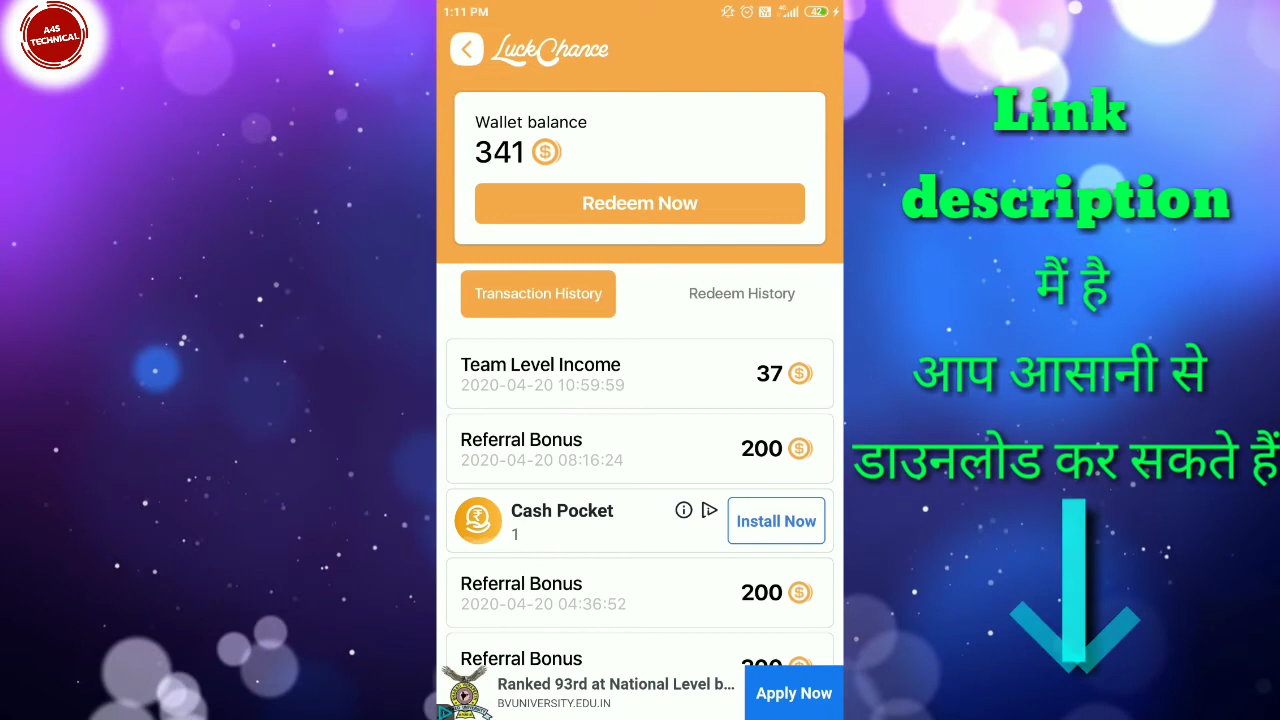 A4S
TECHNICAL
1:11 PM
4G
42
LuckChance
Wallet balance
341
Redeem Now
Transaction History
Redeem History
Team Level Income
37
2020-04-20 10:59:59
Referral Bonus
200
2020-04-20 08:16:24
Cash Pocket
1
Install Now
Referral Bonus
200
2020-04-20 04:36:52
Referral Bonus
200
Ranked 93rd at National Level b...
BVUNIVERSITY.EDU.IN
Apply Now
Link
description
मैं है
आप आसानी से
डाउनलोड कर सकते हैं